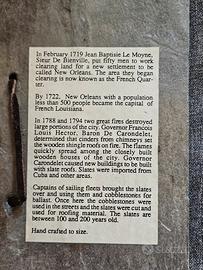 In February 1719 Jean Baptisie Le Moyne,
Sieur De Bienville, put fifty men to work
clearing land for a new settlement to be
called New Orleans. The area they began
clearing is now known as the French Quar-
ter.
By 1722, New Orleans with a population
less than 500 people became the capital of
French Louisiana.
In 1788 and 1794 two great fires destroyed
large portions of the city. Governor Francois
Louis Hector, Baron De Carondelet,
determined that cinders from chimneys set
the wooden shingle roofs on fire. The flames
quickly spread among the closely built
wooden houses of the city. Governor
Carondelet caused new buildings to be built
with slate roofs. Slates were imported from
Cuba and other areas.
Captains of sailing fleets brought the slates
over and using them and cobblestones for
ballast. Once here the cobblestones were
used in the streets and the slates were cut and
used for roofing material. The slates are
between 100 and 200 years old.
Hand crafted to size.